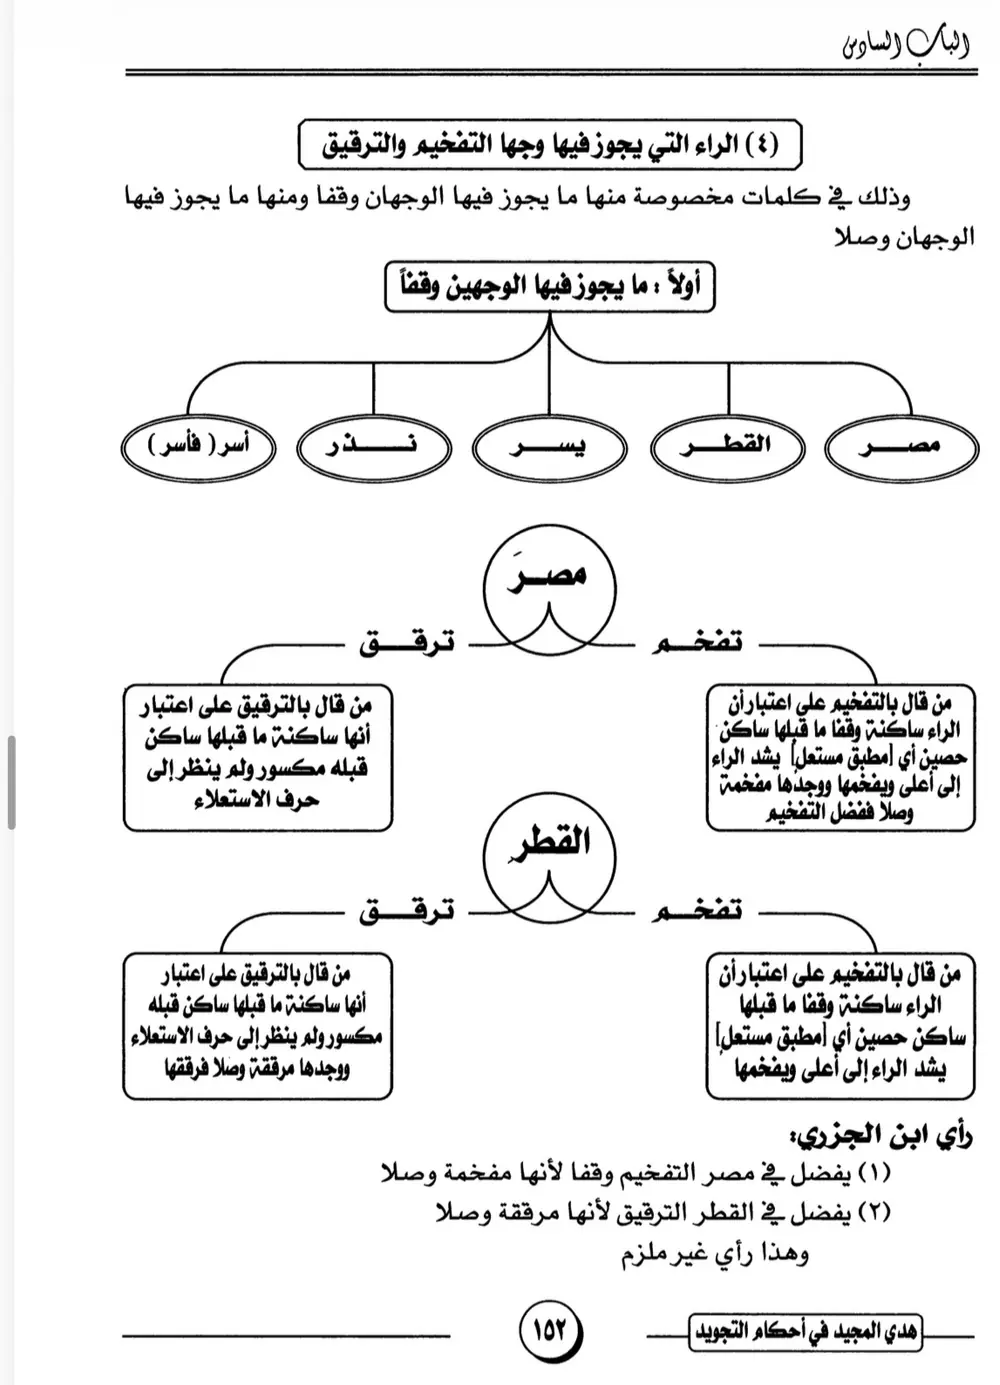 الباب السادس
(٤) الراء التي يجوز فيها وجها التفخيم والترقيق
وذلك في كلمات مخصوصة منها ما يجوز فيها الوجهان وقفا ومنها ما يجوز فيها
الوجهان وصلا
أولاً : ما يجوز فيها الوجهين وقفاً
مصر
القطر
يسر
نذر
أسر ( فأسر )
مصرَ
تفخم
ترقق
من قال بالتفخيم على اعتبار أن
الراء ساكنة وقفا ما قبلها ساكن
حصين أي [مطبق مستعل] يشد الراء
إلى أعلى ويفخمها ووجدها مفخمة
وصلا ففضل التفخيم
من قال بالترقيق على اعتبار
أنها ساكنة ما قبلها ساكن
قبله مكسور ولم ينظر إلى
حرف الاستعلاء
القطرِ
تفخم
ترقق
من قال بالتفخيم على اعتبار أن
الراء ساكنة وقفا ما قبلها
ساكن حصين أي [مطبق مستعل]
يشد الراء إلى أعلى ويفخمها
من قال بالترقيق على اعتبار
أنها ساكنة ما قبلها ساكن قبله
مكسور ولم ينظر إلى حرف الاستعلاء
ووجدها مرققة وصلا فرققها
رأي ابن الجزري:
(١) يفضل في مصر التفخيم وقفا لأنها مفخمة وصلا
(٢) يفضل في القطر الترقيق لأنها مرققة وصلا
وهذا رأي غير ملزم
هدي المجيد في أحكام التجويد
١٥٢